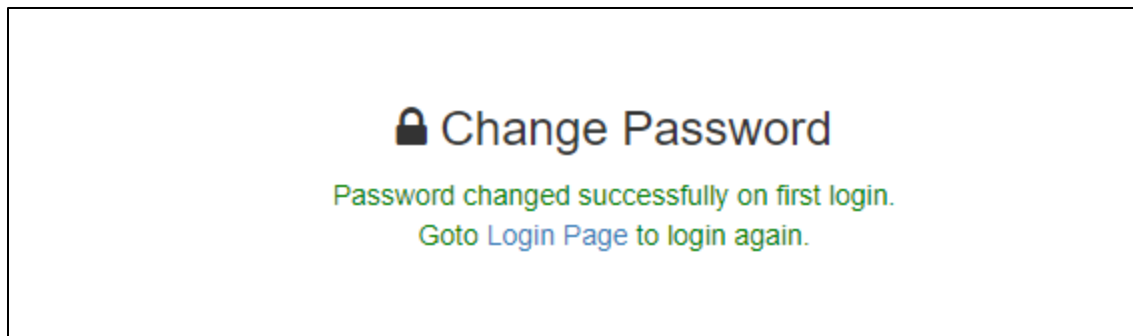 Change Password
Password changed successfully on first login.
Goto Login Page to login again.